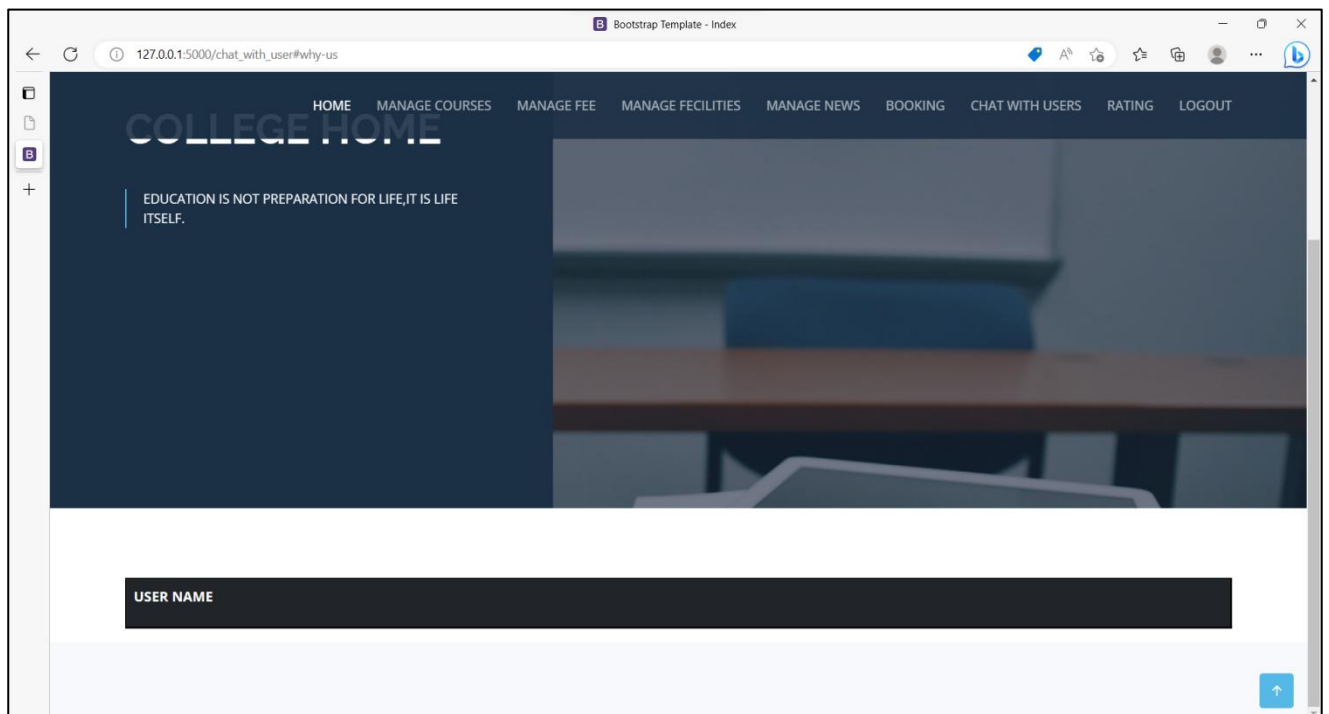 Bootstrap Template - Index
127.0.0.1:5000/chat_with_user#why-us
HOME MANAGE COURSES MANAGE FEE MANAGE FECILITIES MANAGE NEWS BOOKING CHAT WITH USERS RATING LOGOUT
COLLEGE HOME
EDUCATION IS NOT PREPARATION FOR LIFE,IT IS LIFE
ITSELF.
USER NAME